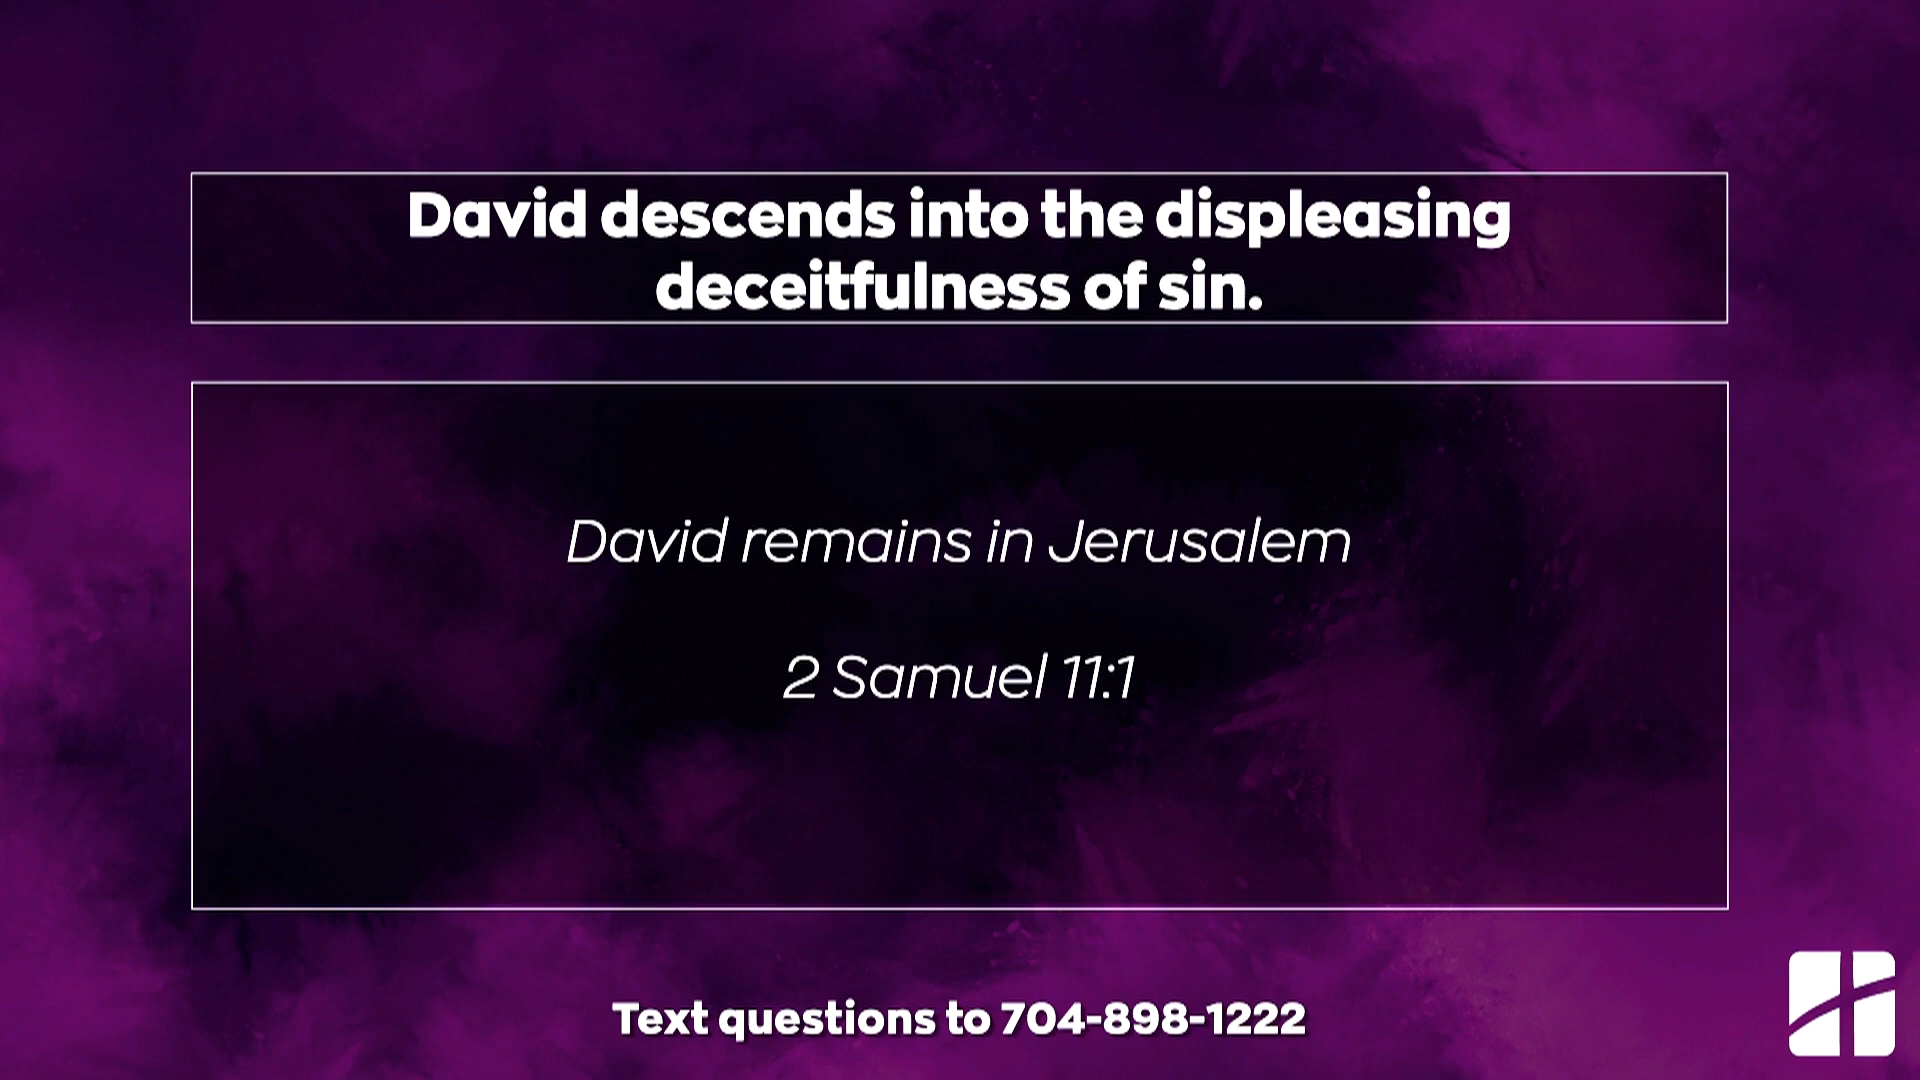 David descends into the displeasing
deceitfulness of sin.
David remains in Jerusalem
2 Samuel 11:1
Text questions to 704-898-1222